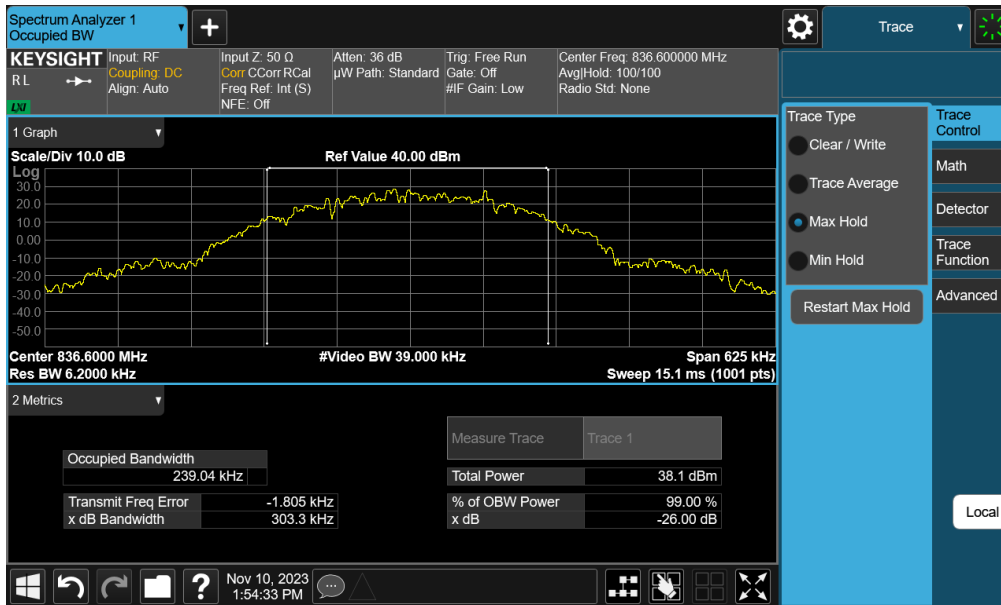 Spectrum Analyzer 1
Occupied BW
+
Trace
KEYSIGHT
R L
LXI
Input: RF
Coupling: DC
Align: Auto
Input Z: 50 Ω
Corr CCorr RCal
Freq Ref: Int (S)
NFE: Off
Atten: 36 dB
µW Path: Standard
Trig: Free Run
Gate: Off
#IF Gain: Low
Center Freq: 836.600000 MHz
Avg|Hold: 100/100
Radio Std: None
1 Graph
Scale/Div 10.0 dB
Ref Value 40.00 dBm
Log
30.0
20.0
10.0
0.00
-10.0
-20.0
-30.0
-40.0
-50.0
Center 836.6000 MHz
#Video BW 39.000 kHz
Span 625 kHz
Res BW 6.2000 kHz
Sweep 15.1 ms (1001 pts)
2 Metrics
Measure Trace
Trace 1
Occupied Bandwidth
239.04 kHz
Total Power
38.1 dBm
Transmit Freq Error
-1.805 kHz
% of OBW Power
99.00 %
x dB Bandwidth
303.3 kHz
x dB
-26.00 dB
Trace Type
Clear / Write
Trace Average
Max Hold
Min Hold
Restart Max Hold
Trace
Control
Math
Detector
Trace
Function
Advanced
Local
?
Nov 10, 2023
1:54:33 PM